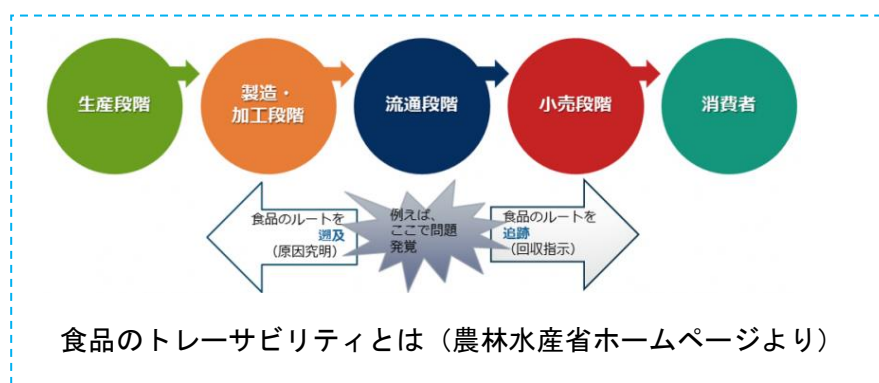 生産段階
製造・
加工段階
流通段階
小売段階
消費者
食品のルートを
遡及
（原因究明）
例えば、
ここで問題
発覚
食品のルートを
追跡
（回収指示）
食品のトレーサビリティとは（農林水産省ホームページより）